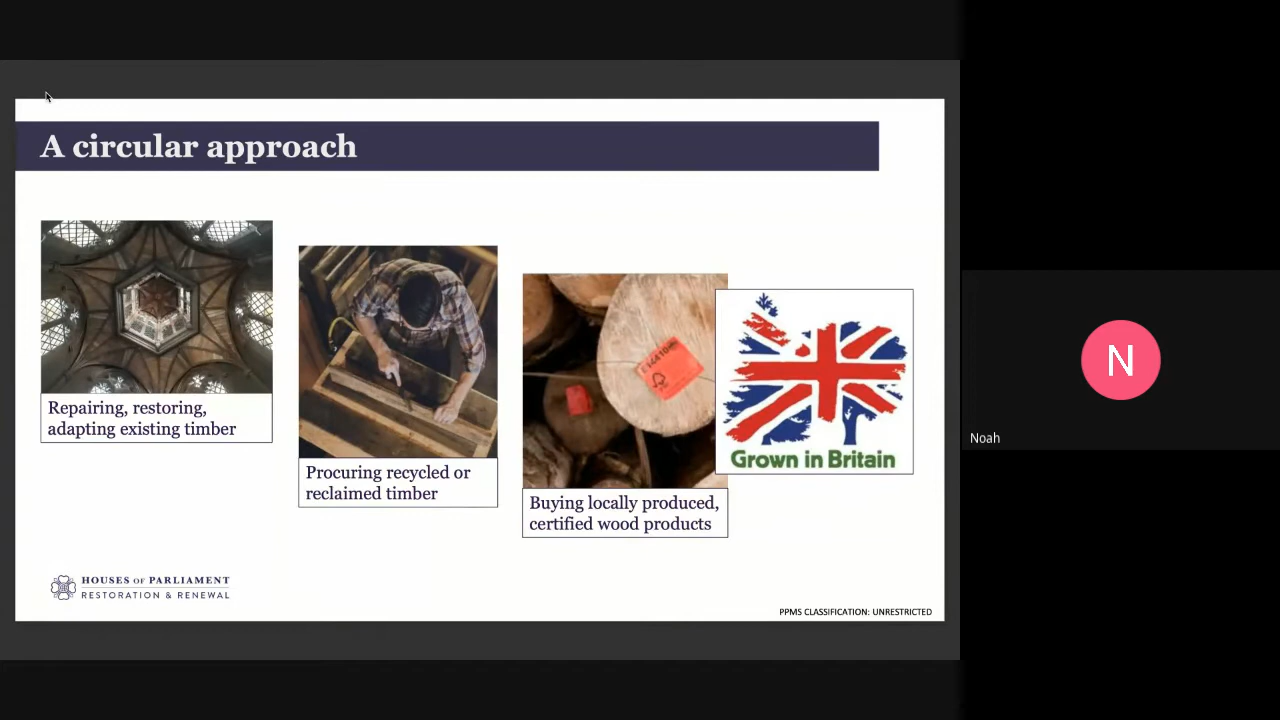 A circular approach
Repairing, restoring,
adapting existing timber
Procuring recycled or
reclaimed timber
Buying locally produced,
certified wood products
Grown in Britain
HOUSES OF PARLIAMENT
RESTORATION & RENEWAL
PPMS CLASSIFICATION: UNRESTRICTED
N
Noah